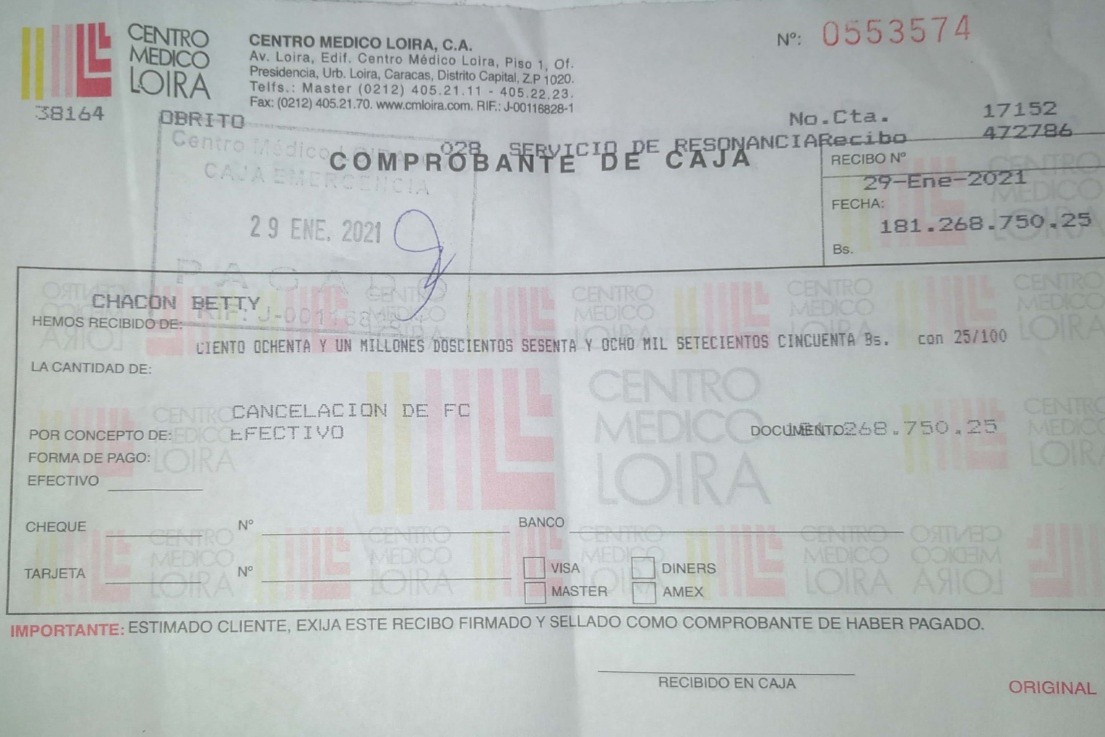 CENTRO
MEDICO
LOIRA
CENTRO MEDICO LOIRA, C.A.
Av. Loira, Edif. Centro Médico Loira, Piso 1, Of.
Presidencia, Urb. Loira, Caracas, Distrito Capital, Z.P 1020.
Telfs.: Master (0212) 405.21.11 - 405.22.23.
Fax: (0212) 405.21.70. www.cmloira.com. RIF.: J-00116828-1
Nº: 0553574
38164 OBRITO
No.Cta. 17152
028 SERVICIO DE RESONANCIA Recibo 472786
COMPROBANTE DE CAJA
RECIBO Nº
29-Ene-2021
FECHA:
181.268.750.25
Bs.
Centro Médico
CAJA EMERGENCIA
29 ENE. 2021
PAGADO
RIF. J-00116828
CHACON BETTY
HEMOS RECIBIDO DE:
CIENTO OCHENTA Y UN MILLONES DOSCIENTOS SESENTA Y OCHO MIL SETECIENTOS CINCUENTA Bs. con 25/100
LA CANTIDAD DE:
CANCELACION DE FC
POR CONCEPTO DE: EFECTIVO
DOCUMENTO 268.750.25
FORMA DE PAGO:
EFECTIVO
CHEQUE Nº BANCO
TARJETA Nº VISA DINERS
MASTER AMEX
IMPORTANTE: ESTIMADO CLIENTE, EXIJA ESTE RECIBO FIRMADO Y SELLADO COMO COMPROBANTE DE HABER PAGADO.
RECIBIDO EN CAJA
ORIGINAL